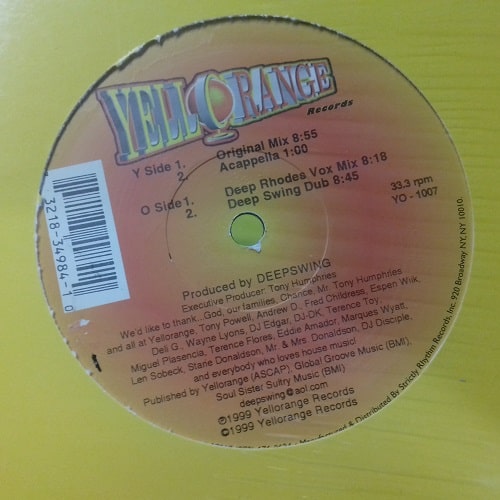 YELLORANGE
Records
Y Side 1. Original Mix 8:55
2. Acappella 1:00
O Side 1. Deep Rhodes Vox Mix 8:18
2. Deep Swing Dub 8:45
33.3 rpm
YO - 1007
3218-34984-1 0
Produced by DEEPSWING
Executive Producer: Tony Humphries
We'd like to thank...God, our families, Chance, Mr. Tony Humphries
and all at Yellorange, Tony Powell, Andrew D., Fred Childress, Espen Wiik,
Dell G., Wayne Lyons, DJ Edgar, DJ-DK, Terence Toy,
Miguel Plasencia, Terence Flores, Eddie Amador, Marques Wyatt,
Len Sobeck, Stane Donaldson, Mr. & Mrs. Donaldson, DJ Disciple,
and everybody who loves house music!
Published by Yellorange (ASCAP), Global Groove Music (BMI),
Soul Sister Sultry Music (BMI)
deepswing@aol.com
℗1999 Yellorange Records
©1999 Yellorange Records
Manufactured & Distributed By Strictly Rhythm Records, Inc. 920 Broadway NY, NY, 10010.